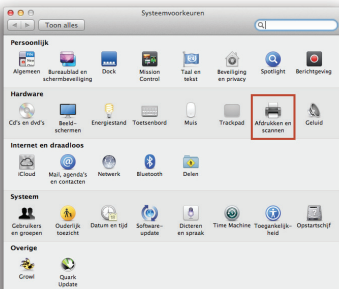 Systeemvoorkeuren
Toon alles
Persoonlijk
Algemeen Bureaublad en schermbeveiliging Dock Mission Control Taal en tekst Beveiliging en privacy Spotlight Berichtgeving
Hardware
Cd's en dvd's Beeld-schermen Energiestand Toetsenbord Muis Trackpad Afdrukken en scannen Geluid
Internet en draadloos
iCloud Mail, agenda's en contacten Netwerk Bluetooth Delen
Systeem
Gebruikers en groepen Ouderlijk toezicht Datum en tijd Software-update Dicteren en spraak Time Machine Toegankelijk-heid Opstartschijf
Overige
Growl Quark Update